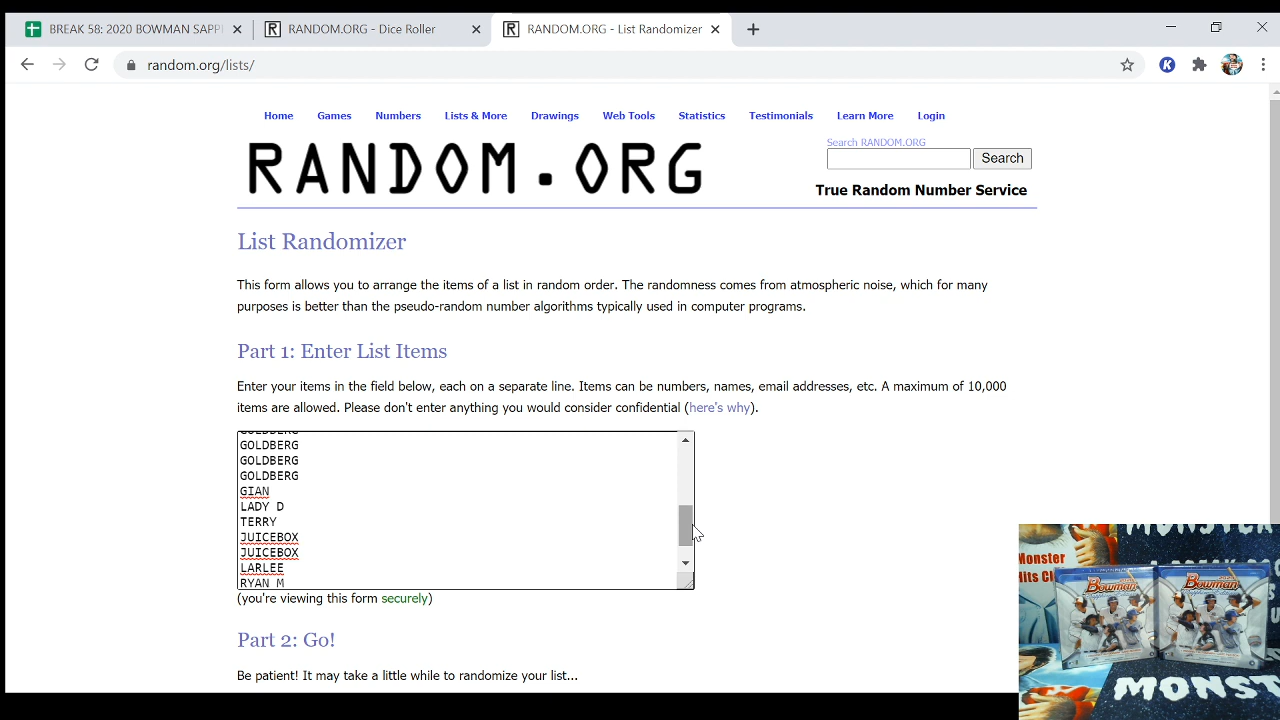 BREAK 58: 2020 BOWMAN SAPP
RANDOM.ORG - Dice Roller
RANDOM.ORG - List Randomizer
random.org/lists/
Home Games Numbers Lists & More Drawings Web Tools Statistics Testimonials Learn More Login
RANDOM.ORG
Search RANDOM.ORG
Search
True Random Number Service
List Randomizer
This form allows you to arrange the items of a list in random order. The randomness comes from atmospheric noise, which for many
purposes is better than the pseudo-random number algorithms typically used in computer programs.
Part 1: Enter List Items
Enter your items in the field below, each on a separate line. Items can be numbers, names, email addresses, etc. A maximum of 10,000
items are allowed. Please don't enter anything you would consider confidential (here's why).
GOLDBERG
GOLDBERG
GOLDBERG
GOLDBERG
GIAN
LADY D
TERRY
JUICEBOX
JUICEBOX
LARLEE
RYAN M
(you're viewing this form securely)
Part 2: Go!
Be patient! It may take a little while to randomize your list...
Monster
Hits Cl
MONSTER
Bowman
Bowman
MONST